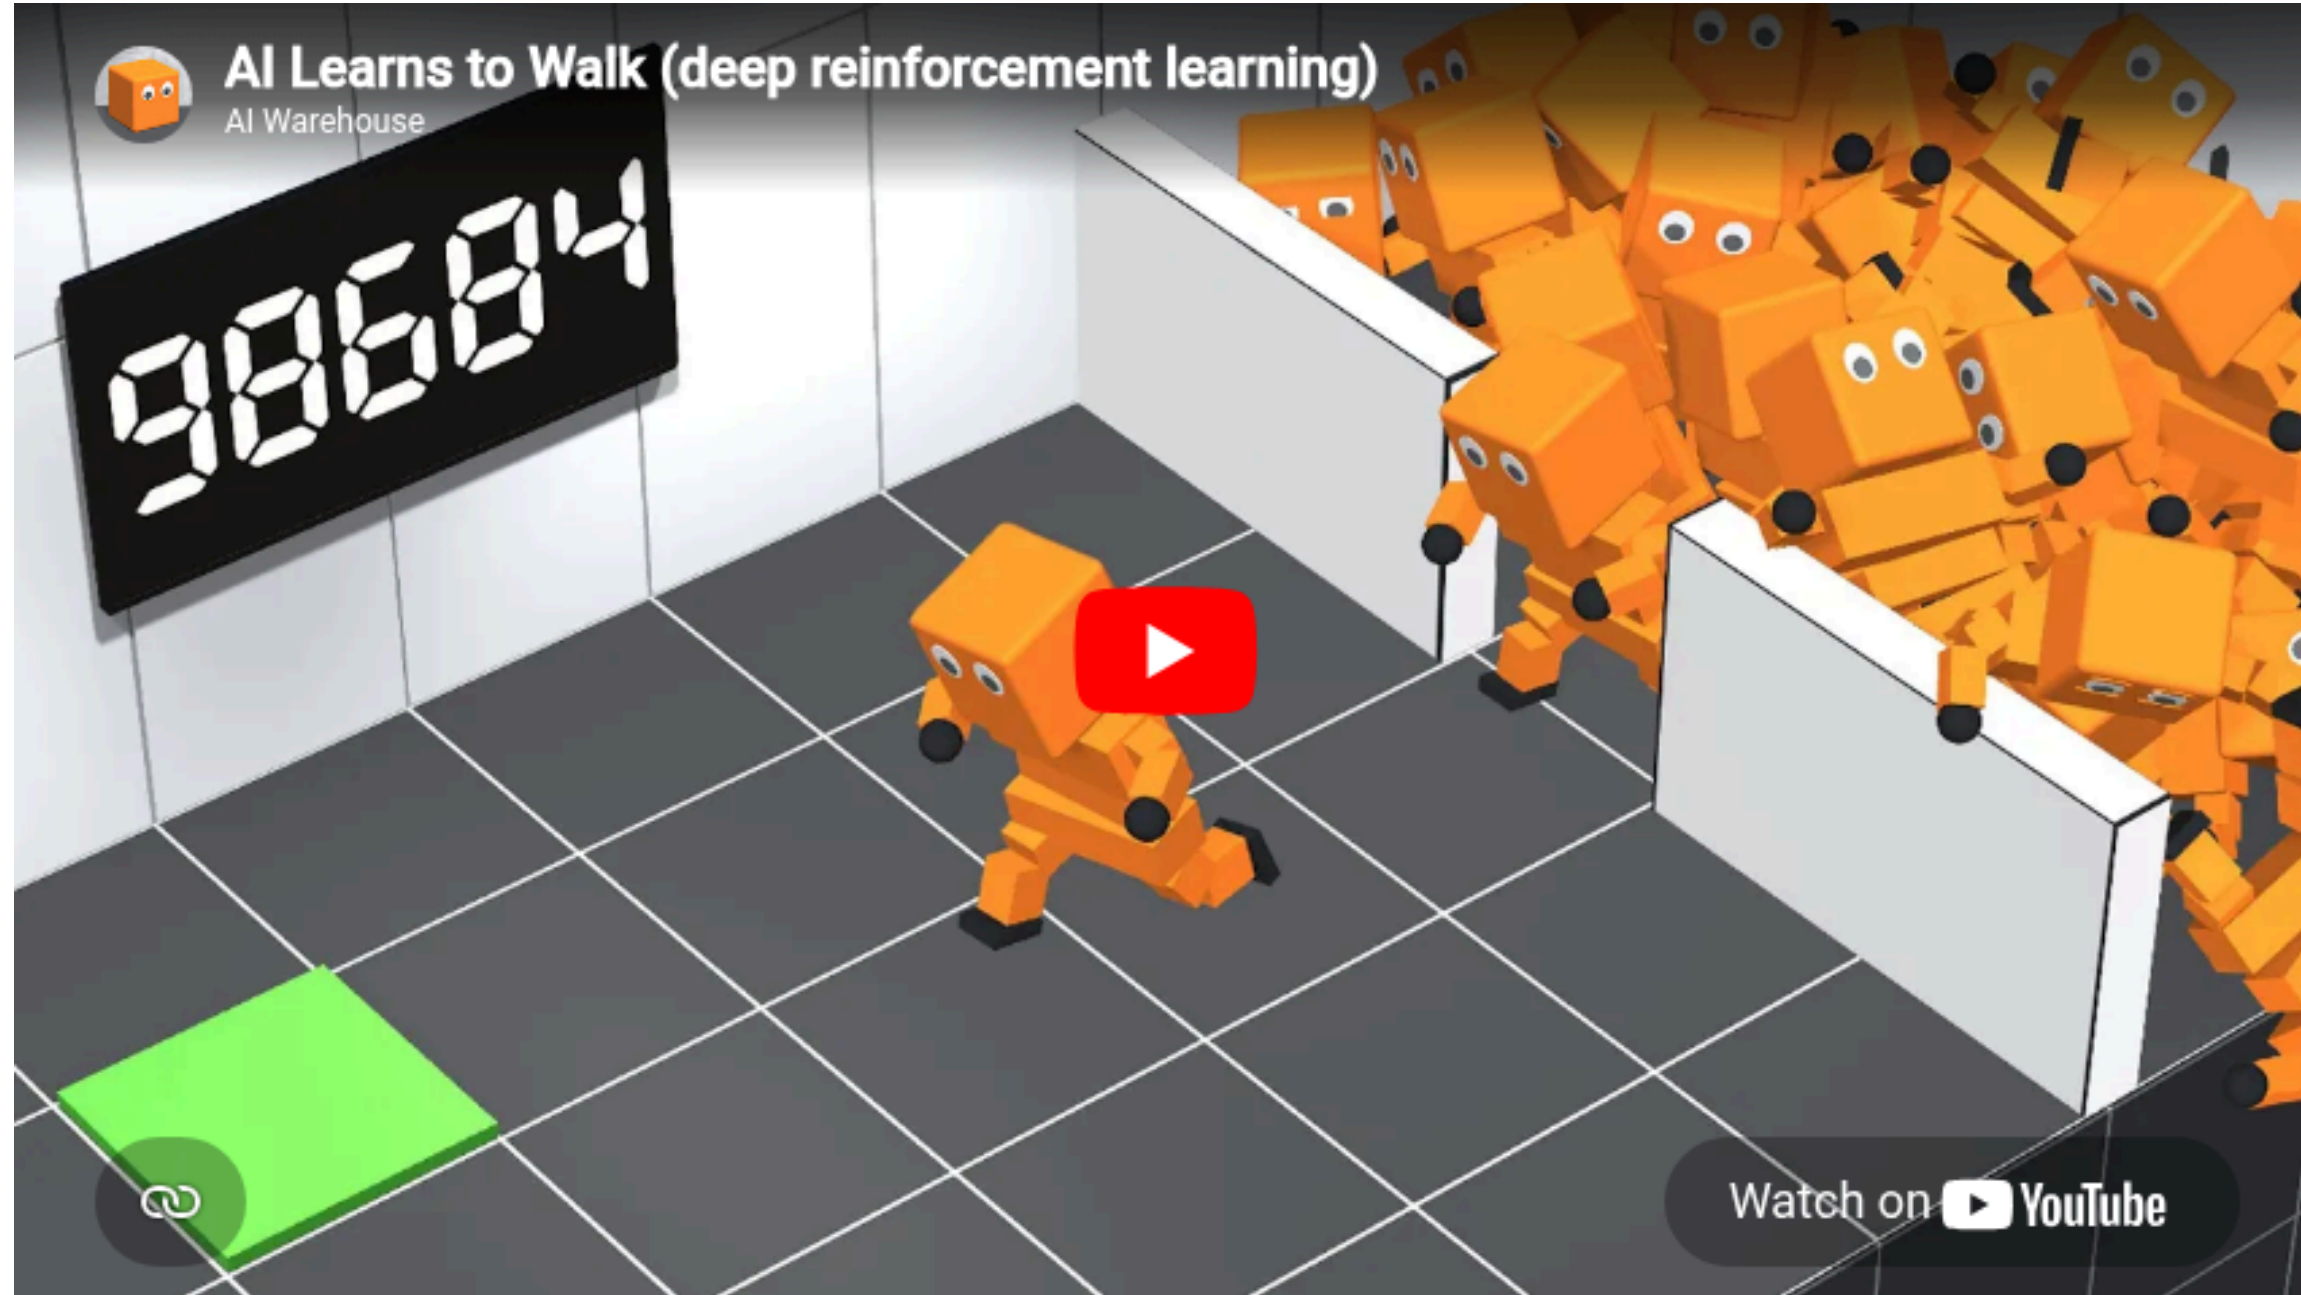 AI Learns to Walk (deep reinforcement learning)
AI Warehouse
98684
Watch on YouTube